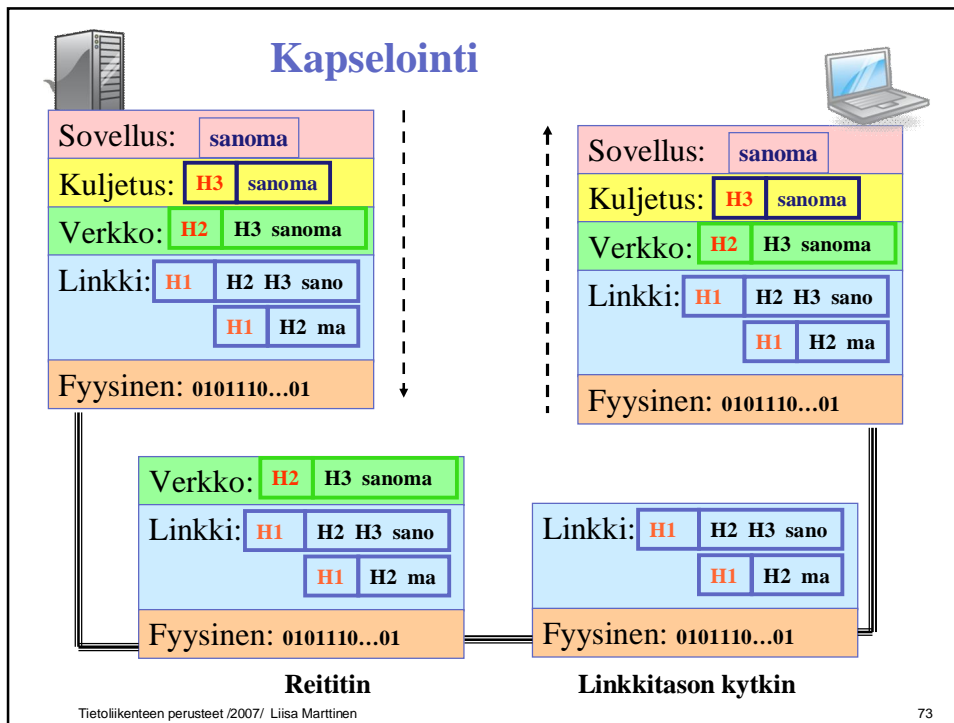 Kapselointi
Sovellus: sanoma
Kuljetus: H3 sanoma
Verkko: H2 H3 sanoma
Linkki: H1 H2 H3 sano
H1 H2 ma
Fyysinen: 0101110...01
Sovellus: sanoma
Kuljetus: H3 sanoma
Verkko: H2 H3 sanoma
Linkki: H1 H2 H3 sano
H1 H2 ma
Fyysinen: 0101110...01
Verkko: H2 H3 sanoma
Linkki: H1 H2 H3 sano
H1 H2 ma
Fyysinen: 0101110...01
Reititin
Linkki: H1 H2 H3 sano
H1 H2 ma
Fyysinen: 0101110...01
Linkkitason kytkin
Tietoliikenteen perusteet /2007/ Liisa Marttinen
73